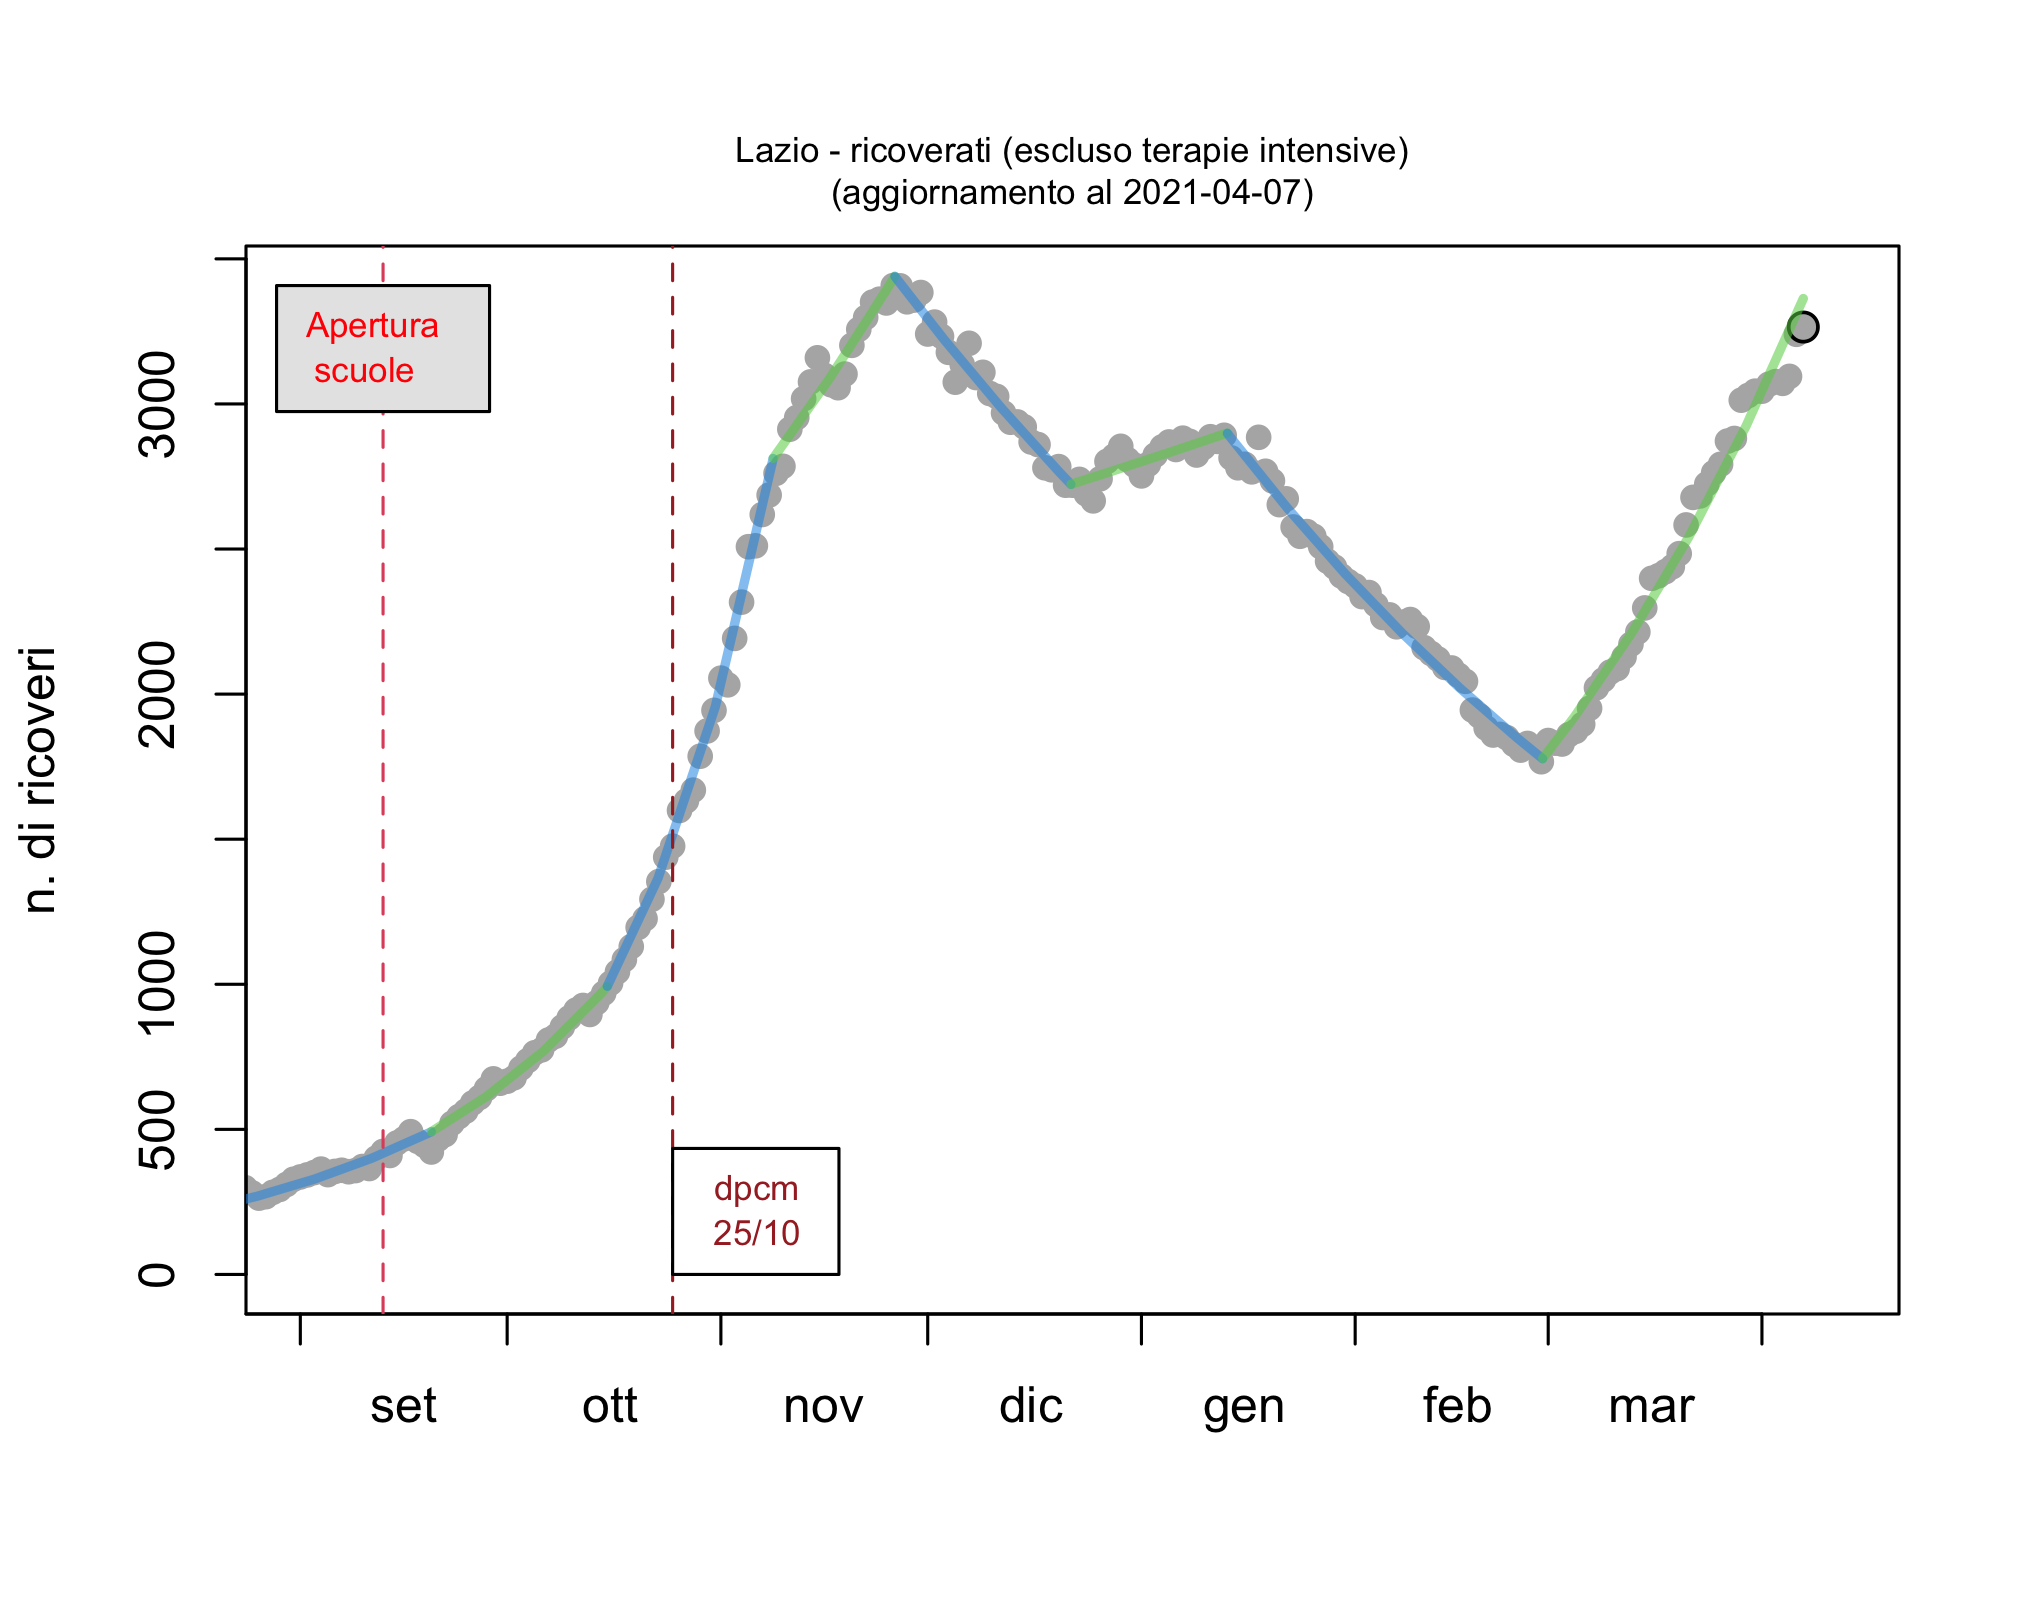 Lazio - ricoverati (escluso terapie intensive)
(aggiornamento al 2021-04-07)
n. di ricoveri
3000
2000
1000
500
0
Apertura
scuole
dpcm
25/10
set
ott
nov
dic
gen
feb
mar